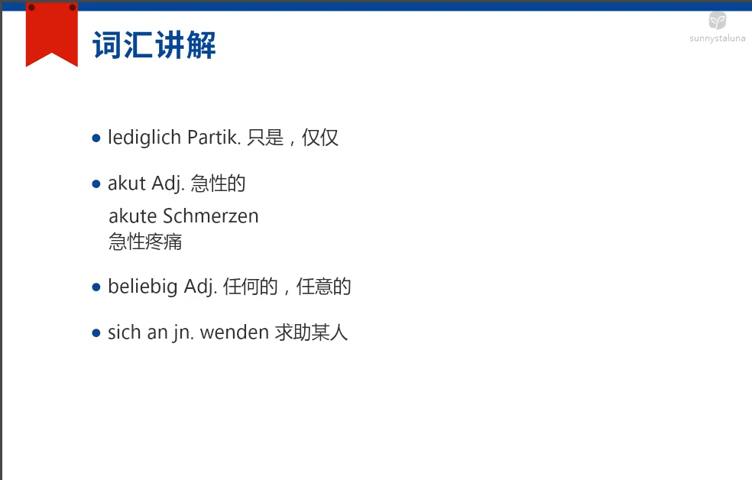 词汇讲解
sunnystaluna
lediglich Partik. 只是，仅仅
akut Adj. 急性的
akute Schmerzen
急性疼痛
beliebig Adj. 任何的，任意的
sich an jn. wenden 求助某人